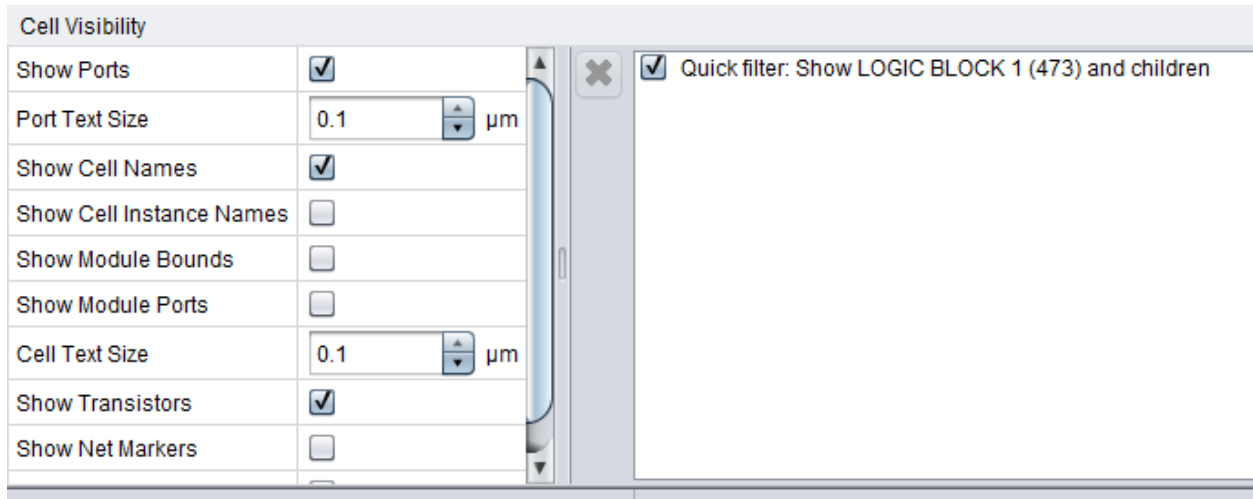 Cell Visibility
Show Ports
Port Text Size 0.1 µm
Show Cell Names
Show Cell Instance Names
Show Module Bounds
Show Module Ports
Cell Text Size 0.1 µm
Show Transistors
Show Net Markers
Quick filter: Show LOGIC BLOCK 1 (473) and children